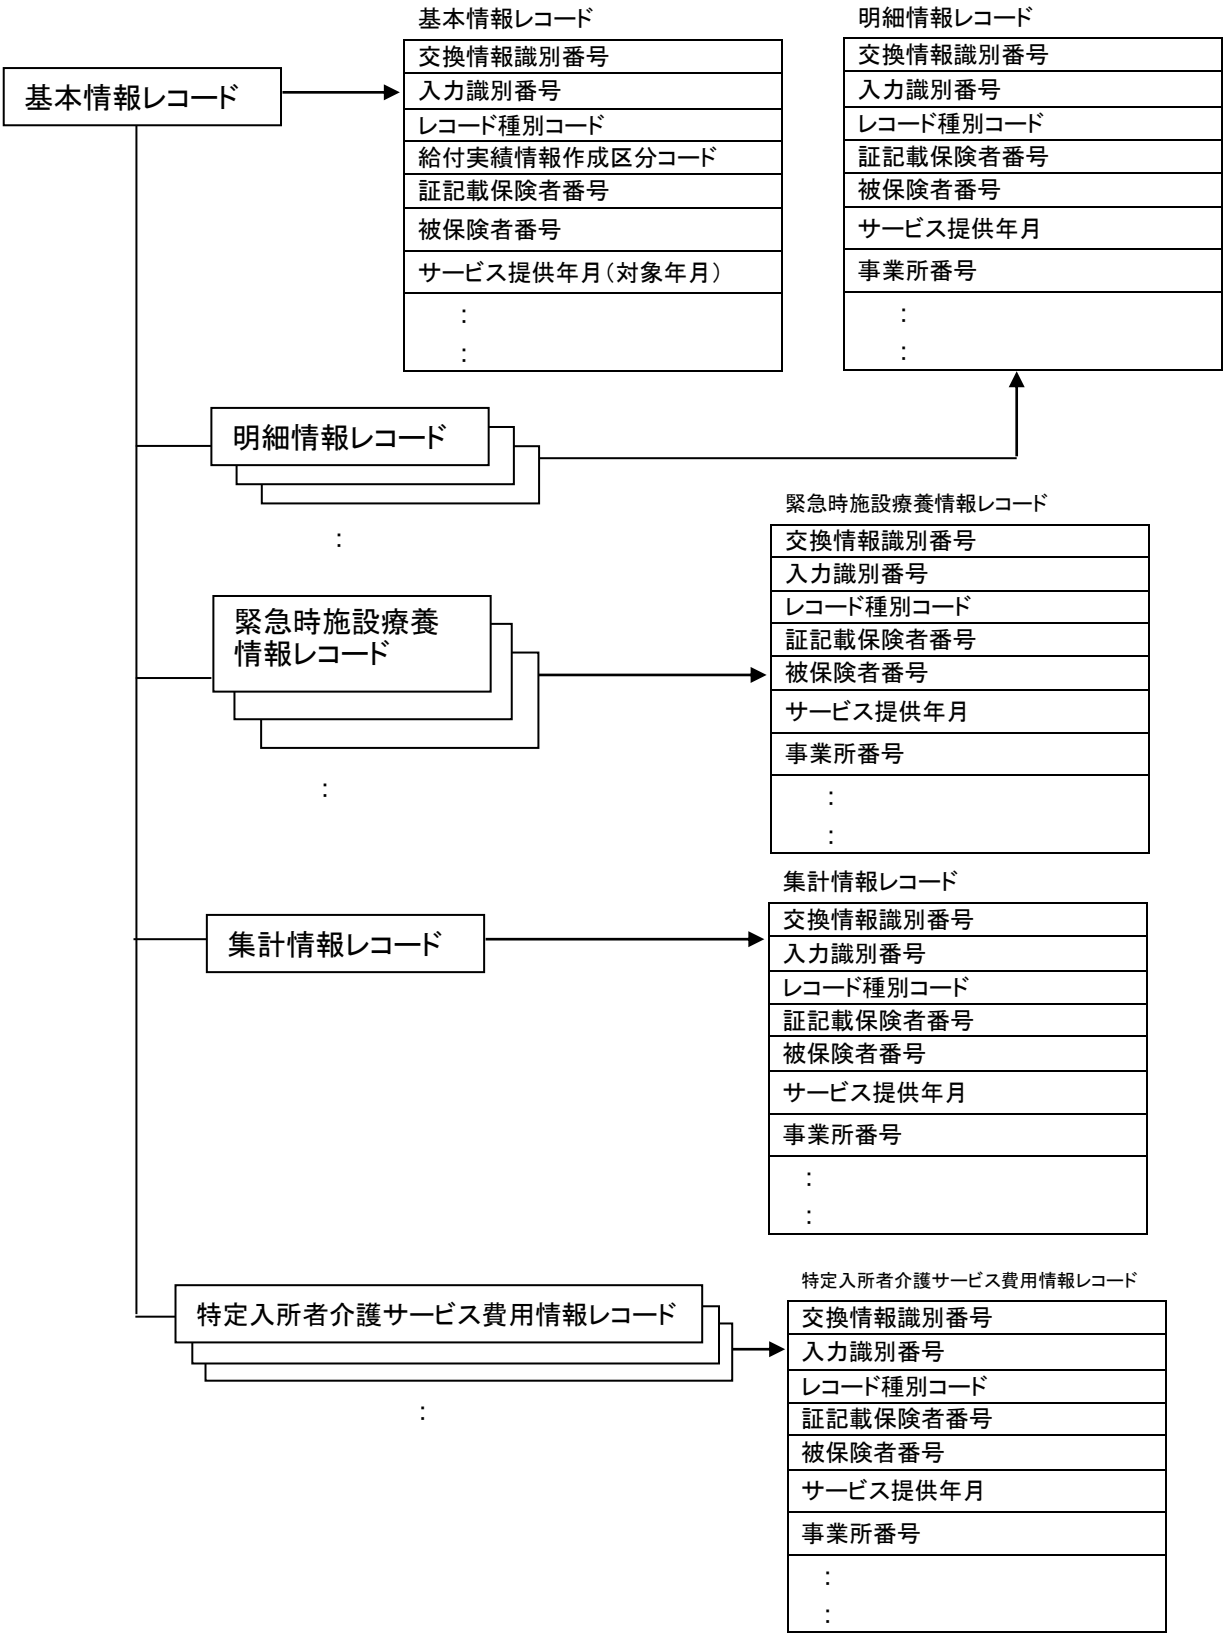 基本情報レコード
基本情報レコード
交換情報識別番号
入力識別番号
レコード種別コード
給付実績情報作成区分コード
証記載保険者番号
被保険者番号
サービス提供年月（対象年月）
：
：
明細情報レコード
交換情報識別番号
入力識別番号
レコード種別コード
証記載保険者番号
被保険者番号
サービス提供年月
事業所番号
：
：
明細情報レコード
：
緊急時施設療養
情報レコード
：
緊急時施設療養情報レコード
交換情報識別番号
入力識別番号
レコード種別コード
証記載保険者番号
被保険者番号
サービス提供年月
事業所番号
：
：
集計情報レコード
集計情報レコード
交換情報識別番号
入力識別番号
レコード種別コード
証記載保険者番号
被保険者番号
サービス提供年月
事業所番号
：
：
特定入所者介護サービス費用情報レコード
：
特定入所者介護サービス費用情報レコード
交換情報識別番号
入力識別番号
レコード種別コード
証記載保険者番号
被保険者番号
サービス提供年月
事業所番号
：
：